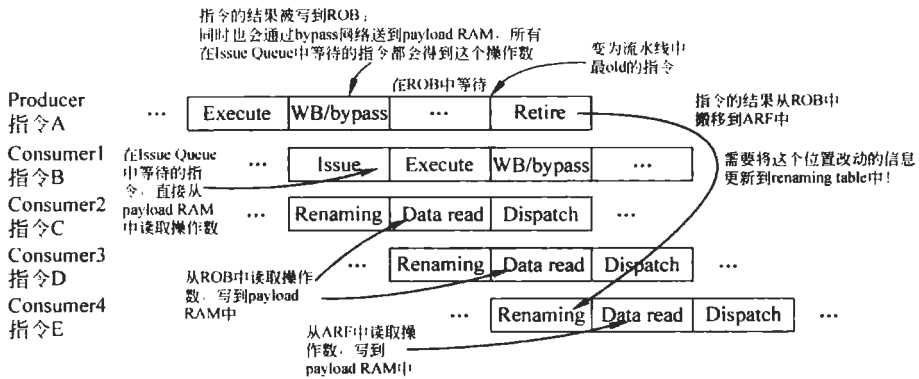 指令的结果被写到ROB；
同时也会通过bypass网络送到payload RAM，所有
在Issue Queue中等待的指令都会得到这个操作数
变为流水线中
最old的指令
在ROB中等待
Producer
指令A
··· Execute WB/bypass ··· Retire
指令的结果从ROB中
搬移到ARF中
Consumer1
指令B
在Issue Queue
中等待的指
令，直接从
payload RAM
中读取操作数
··· Issue Execute WB/bypass ···
需要将这个位置改动的信息
更新到renaming table中！
Consumer2
指令C
··· Renaming Data read Dispatch ···
Consumer3
指令D
··· Renaming Data read Dispatch ···
从ROB中读取操作
数，写到payload
RAM中
Consumer4
指令E
··· Renaming Data read Dispatch ···
从ARF中读取操
作数，写到
payload RAM中